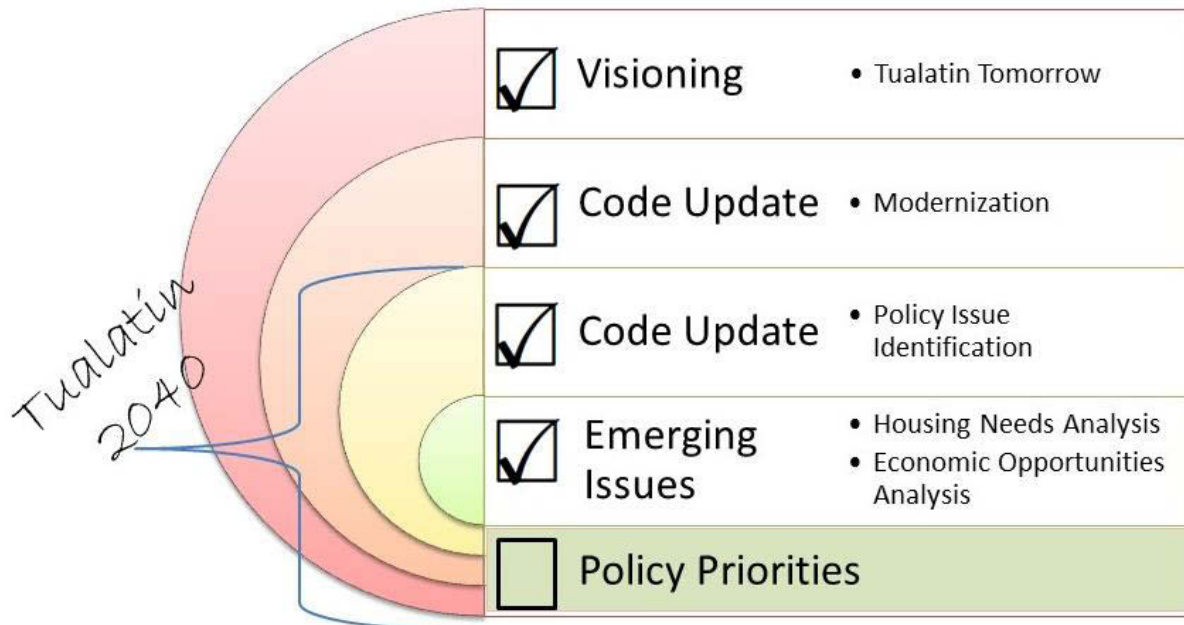 Visioning
• Tualatin Tomorrow
Code Update
• Modernization
Code Update
• Policy Issue
Identification
Emerging
Issues
• Housing Needs Analysis
• Economic Opportunities
Analysis
Policy Priorities
Tualatin
2040